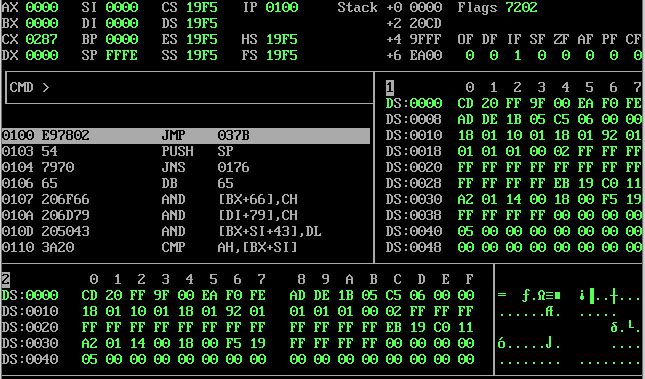 AX 0000 SI 0000 CS 19F5 IP 0100 Stack +0 0000 Flags 7202
BX 0000 DI 0000 DS 19F5 +2 20CD
CX 0287 BP 0000 ES 19F5 HS 19F5 +4 9FFF OF DF IF SF ZF AF PF CF
DX 0000 SP FFFE SS 19F5 FS 19F5 +6 EA00 0 0 1 0 0 0 0 0
CMD >
0100 E97802 JMP 037B
0103 54 PUSH SP
0104 7970 JNS 0176
0106 65 DB 65
0107 206F66 AND [BX+66],CH
010A 206D79 AND [DI+79],CH
010D 205043 AND [BX+SI+43],DL
0110 3A20 CMP AH,[BX+SI]
1 0 1 2 3 4 5 6 7
DS:0000 CD 20 FF 9F 00 EA F0 FE
DS:0008 AD DE 1B 05 C5 06 00 00
DS:0010 18 01 10 01 18 01 92 01
DS:0018 01 01 01 00 02 FF FF FF
DS:0020 FF FF FF FF FF FF FF FF
DS:0028 FF FF FF FF EB 19 C0 11
DS:0030 A2 01 14 00 18 00 F5 19
DS:0038 FF FF FF FF 00 00 00 00
DS:0040 05 00 00 00 00 00 00 00
DS:0048 00 00 00 00 00 00 00 00
2 0 1 2 3 4 5 6 7 8 9 A B C D E F
DS:0000 CD 20 FF 9F 00 EA F0 FE AD DE 1B 05 C5 06 00 00
DS:0010 18 01 10 01 18 01 92 01 01 01 01 00 02 FF FF FF
DS:0020 FF FF FF FF FF FF FF FF FF FF FF FF EB 19 C0 11
DS:0030 A2 01 14 00 18 00 F5 19 FF FF FF FF 00 00 00 00
DS:0040 05 00 00 00 00 00 00 00 00 00 00 00 00 00 00 00
= ƒ.Ω≡■ ¡▐..┼...
......Æ. .....
δ.└.
ó.....⌡. ....
........ ........